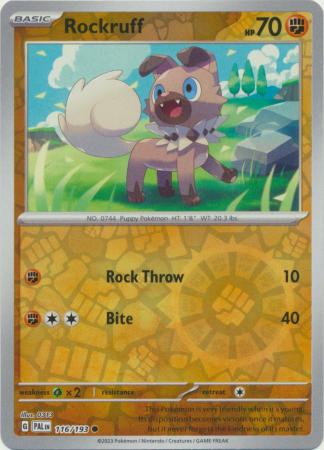 BASIC
Rockruff
HP 70
NO. 0744 Puppy Pokémon HT: 1'8" WT: 20.3 lbs.
Rock Throw 10
Bite 40
weakness ×2 resistance retreat
Illus. 0313
G PAL EN 116/193
This Pokémon is very friendly when it's young.
Its disposition becomes vicious once it matures,
but it never forgets the kindness of its master.
©2023 Pokémon / Nintendo / Creatures / GAME FREAK